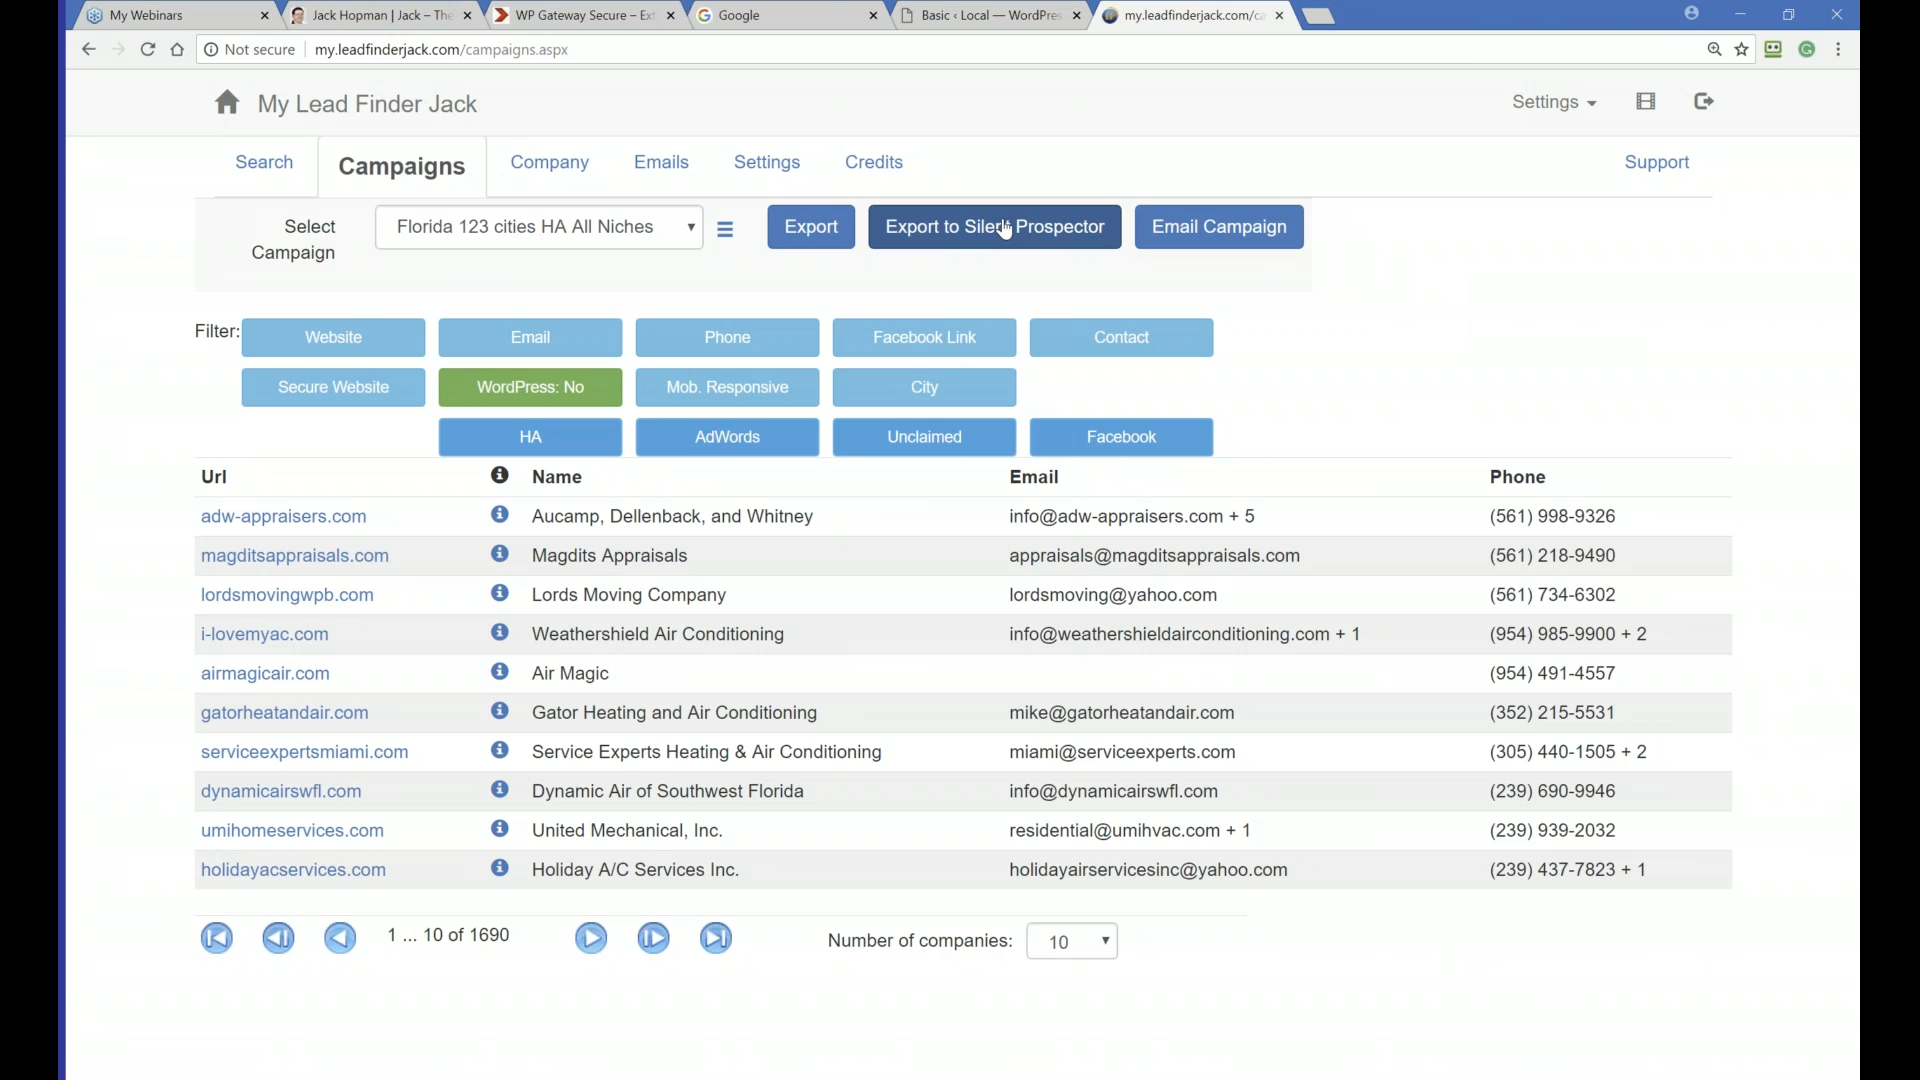 My Webinars
Jack Hopman | Jack – The
WP Gateway Secure – Ext
Google
Basic ‹ Local — WordPres
my.leadfinderjack.com/ca
Not secure my.leadfinderjack.com/campaigns.aspx
My Lead Finder Jack
Settings
Search Campaigns Company Emails Settings Credits Support
Select Campaign
Florida 123 cities HA All Niches
Export
Export to Silent Prospector
Email Campaign
Filter: Website Email Phone Facebook Link Contact
Secure Website WordPress: No Mob. Responsive City
HA AdWords Unclaimed Facebook
Url Name Email Phone
adw-appraisers.com Aucamp, Dellenback, and Whitney info@adw-appraisers.com + 5 (561) 998-9326
magditsappraisals.com Magdits Appraisals appraisals@magditsappraisals.com (561) 218-9490
lordsmovingwpb.com Lords Moving Company lordsmoving@yahoo.com (561) 734-6302
i-lovemyac.com Weathershield Air Conditioning info@weathershieldairconditioning.com + 1 (954) 985-9900 + 2
airmagicair.com Air Magic (954) 491-4557
gatorheatandair.com Gator Heating and Air Conditioning mike@gatorheatandair.com (352) 215-5531
serviceexpertsmiami.com Service Experts Heating & Air Conditioning miami@serviceexperts.com (305) 440-1505 + 2
dynamicairswfl.com Dynamic Air of Southwest Florida info@dynamicairswfl.com (239) 690-9946
umihomeservices.com United Mechanical, Inc. residential@umihvac.com + 1 (239) 939-2032
holidayacservices.com Holiday A/C Services Inc. holidayairservicesinc@yahoo.com (239) 437-7823 + 1
1 ... 10 of 1690
Number of companies: 10